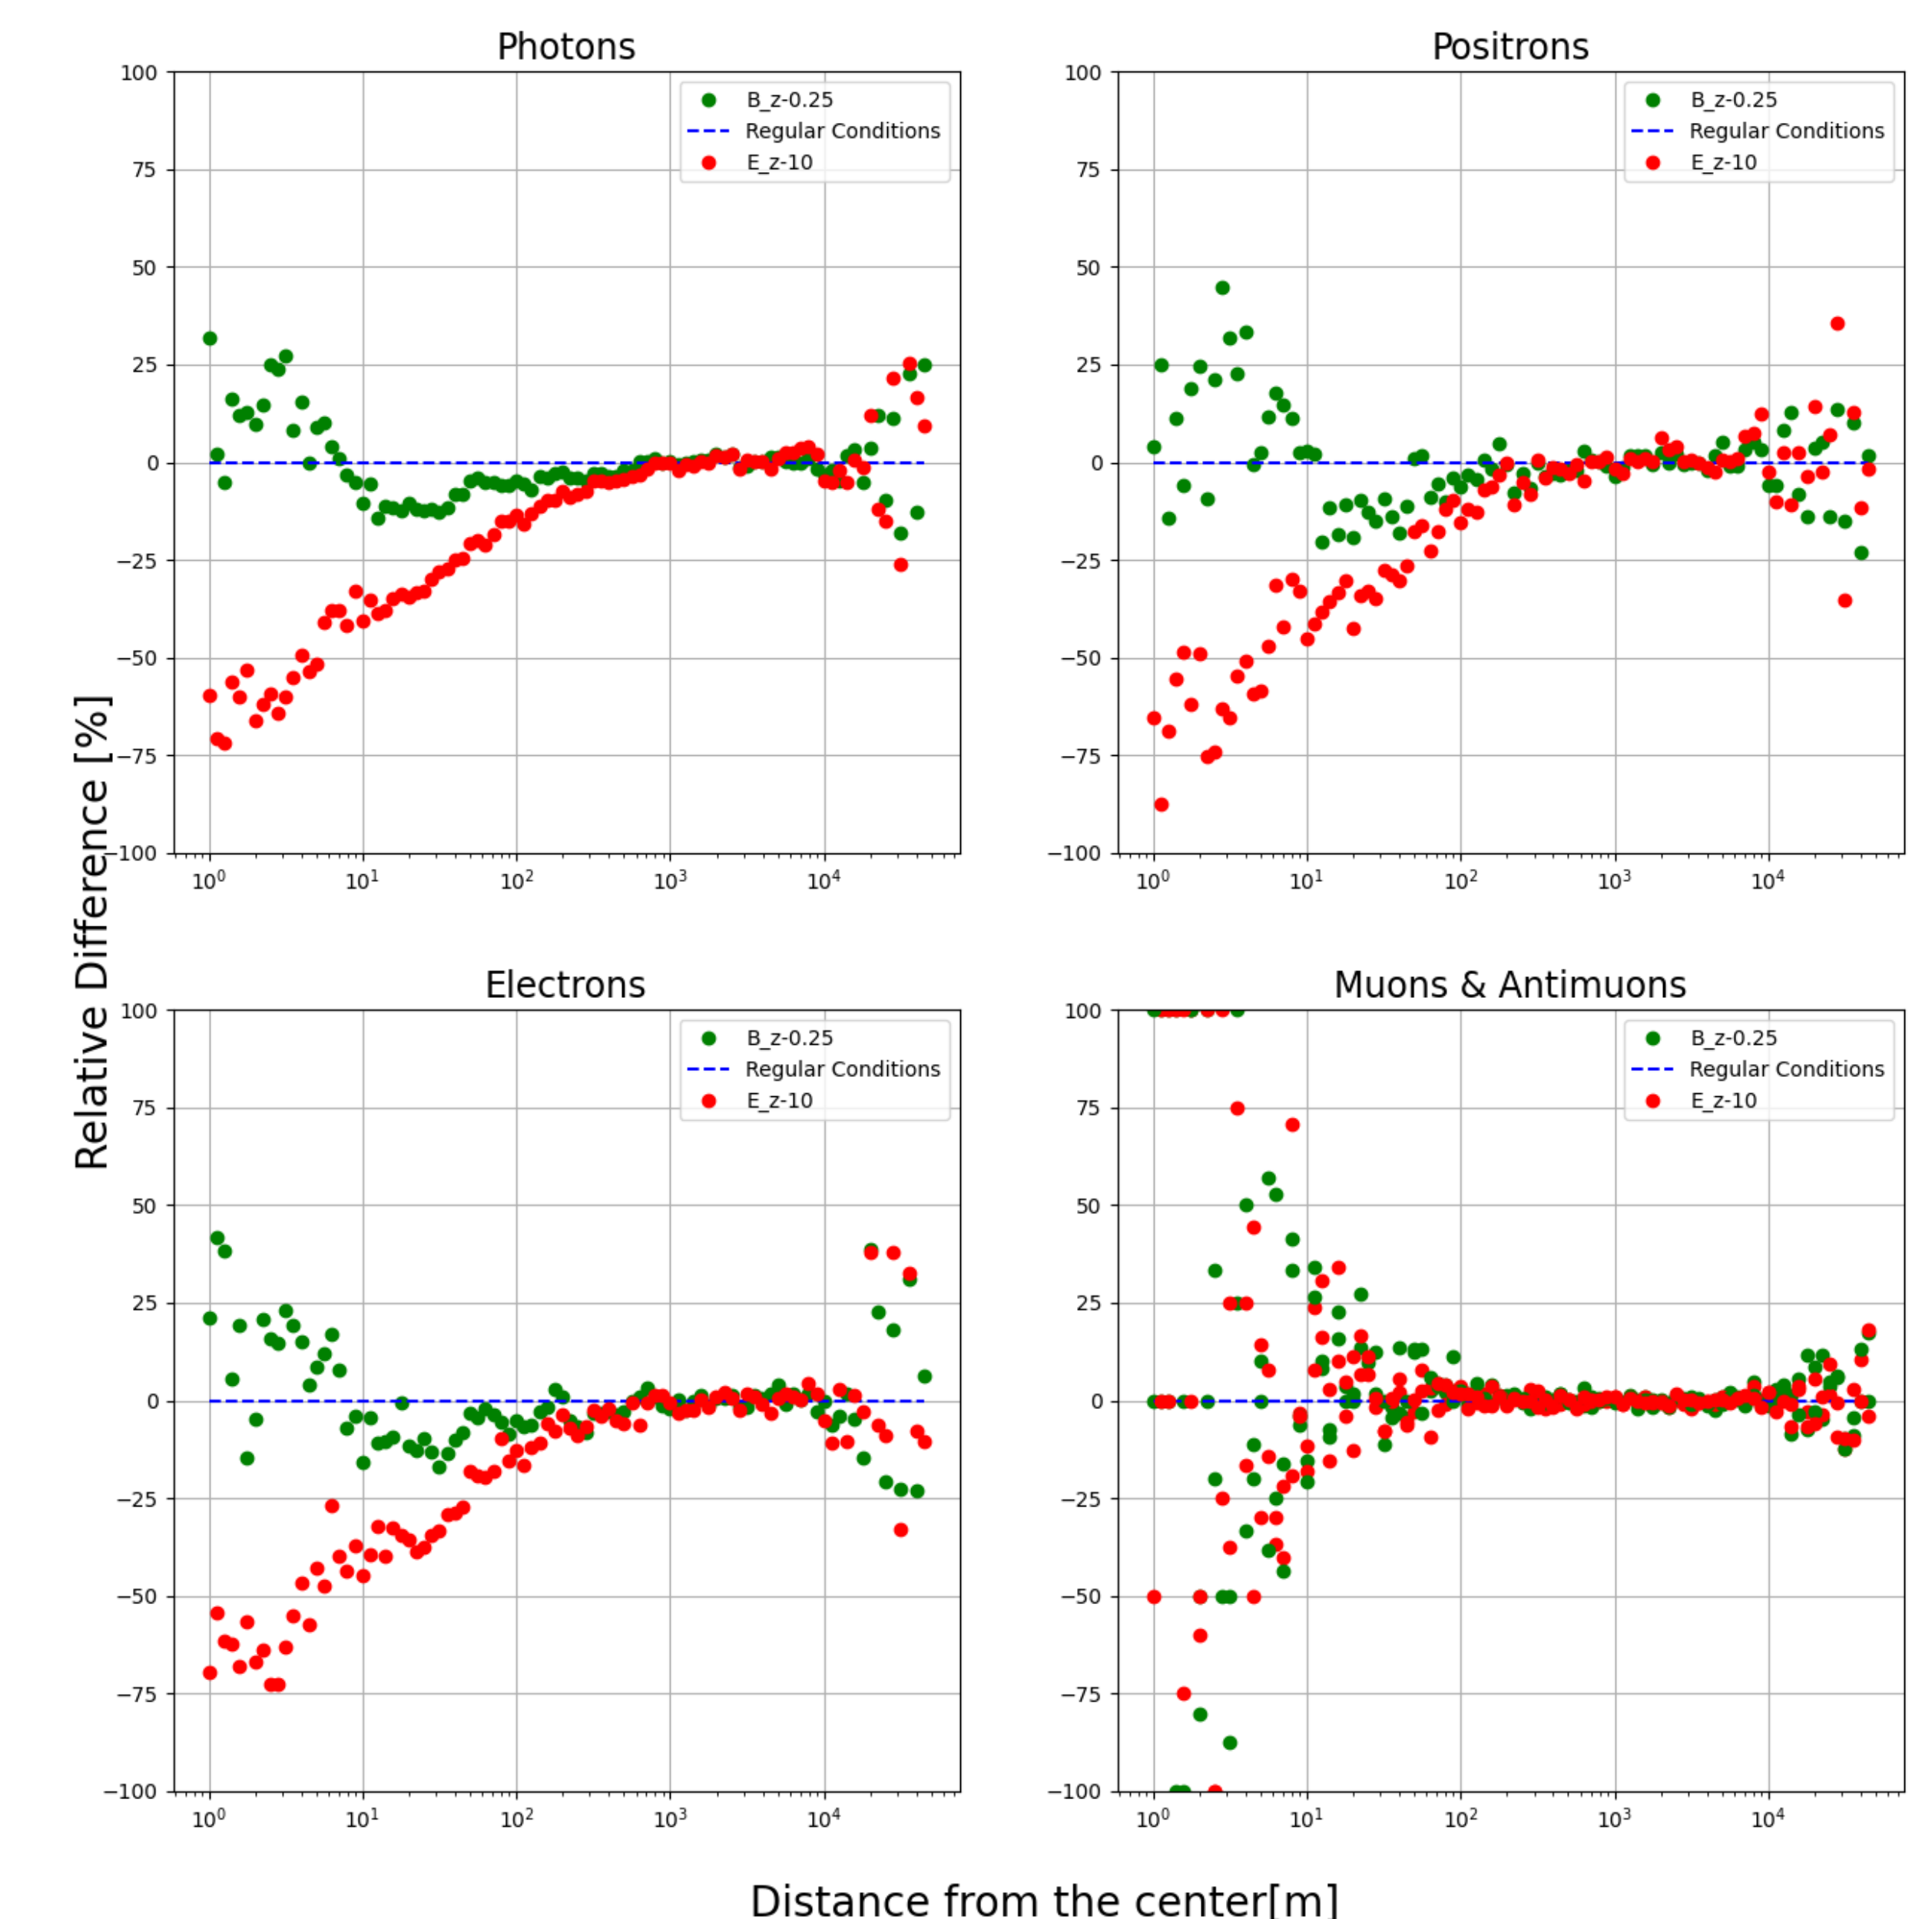 Photons
100
75
50
25
0
−25
−50
−75
−100
10⁰ 10¹ 10² 10³ 10⁴
B_z-0.25
Regular Conditions
E_z-10
Positrons
100
75
50
25
0
−25
−50
−75
−100
10⁰ 10¹ 10² 10³ 10⁴
B_z-0.25
Regular Conditions
E_z-10
Relative Difference [%]
Electrons
100
75
50
25
0
−25
−50
−75
−100
10⁰ 10¹ 10² 10³ 10⁴
B_z-0.25
Regular Conditions
E_z-10
Muons & Antimuons
100
75
50
25
0
−25
−50
−75
−100
10⁰ 10¹ 10² 10³ 10⁴
B_z-0.25
Regular Conditions
E_z-10
Distance from the center[m]